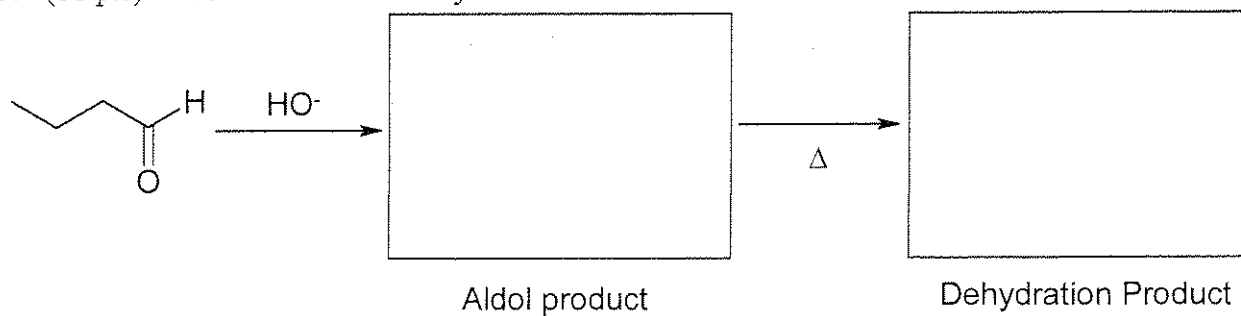 H
HO-
O
Δ
Aldol product
Dehydration Product